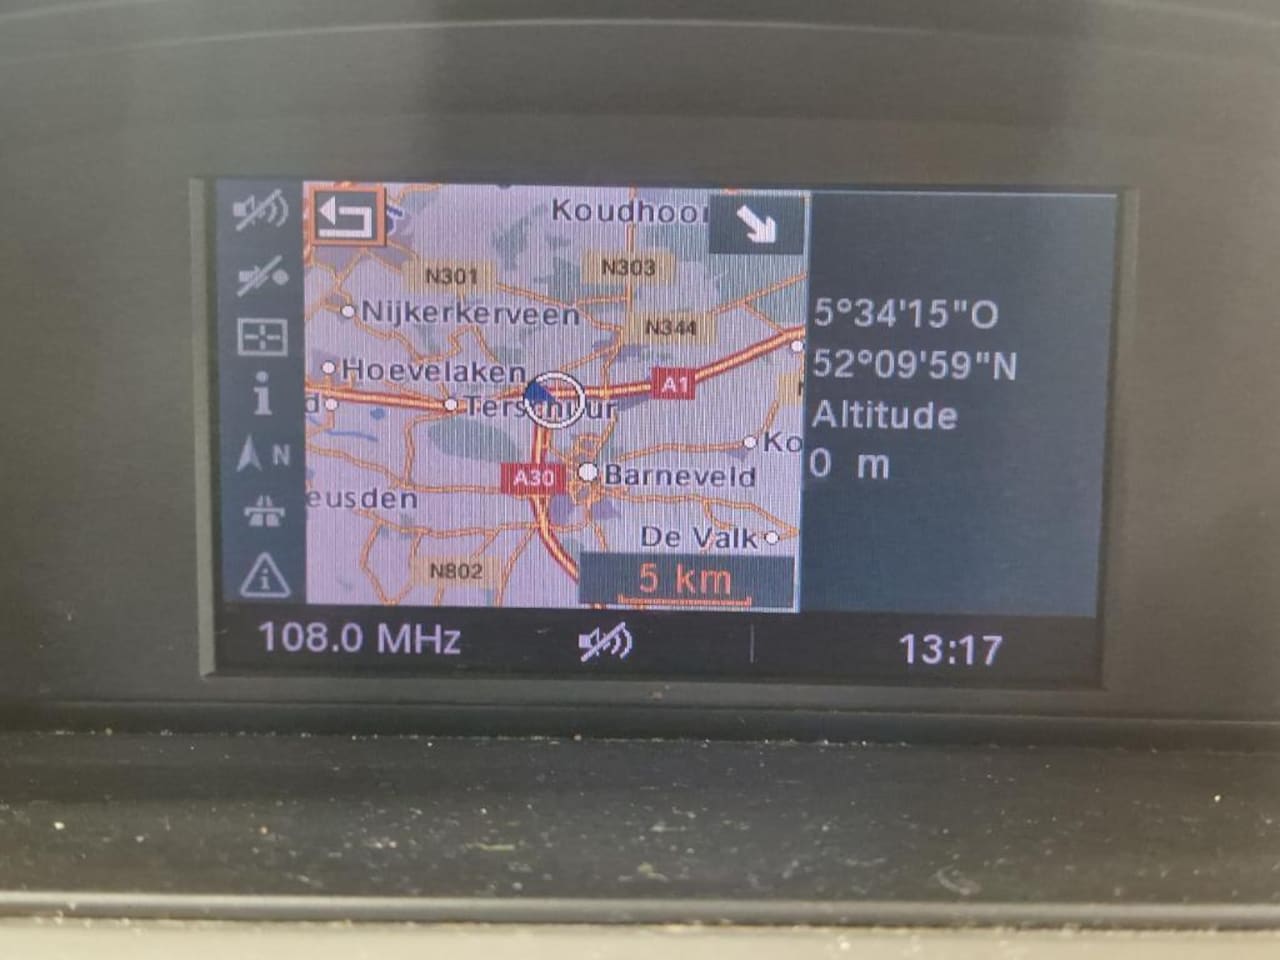 Koudhoor
N301
N303
Nijkerkerveen
N344
5°34'15"O
Hoevelaken
52°09'59"N
A1
d
Altitude
Ko
0 m
A30
Barneveld
eusden
De Valk
N802
5 km
N
108.0 MHz
13:17